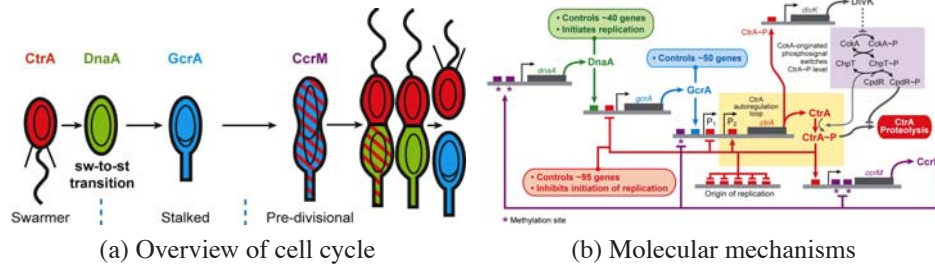 CtrA DnaA GcrA CcrM
sw-to-st
transition
Swarmer Stalked Pre-divisional
(a) Overview of cell cycle
• Controls ~40 genes
• Initiates replication
dnaA
DnaA
• Controls ~50 genes
gcrA
GcrA
divK
DivK
CtrA~P
CckA-originated
phosphosignal
switches
CtrA~P level
CckA CckA~P
ChpT ChpT~P
CpdR CpdR~P
CtrA
autoregulation
loop
P1 P2
ctrA
CtrA
CtrA~P
CtrA
Proteolysis
• Controls ~95 genes
• Inhibits initiation of replication
Origin of replication
ccrM
Ccr
* Methylation site
(b) Molecular mechanisms